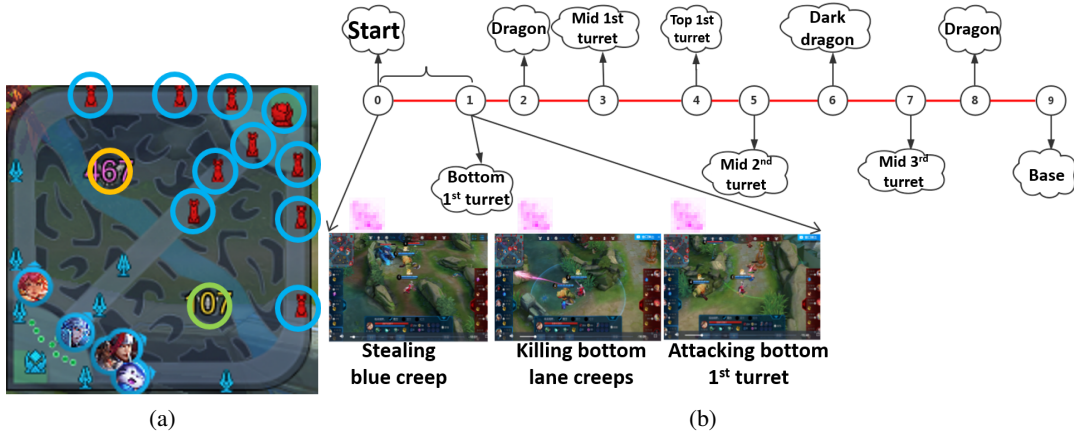 Start
Dragon
Mid 1st
turret
Top 1st
turret
Dark
dragon
Dragon
0
1
2
3
4
5
6
7
8
9
Bottom
1st turret
Mid 2nd
turret
Mid 3rd
turret
Base
467
Stealing
blue creep
Killing bottom
lane creeps
Attacking bottom
1st turret
(a)
(b)